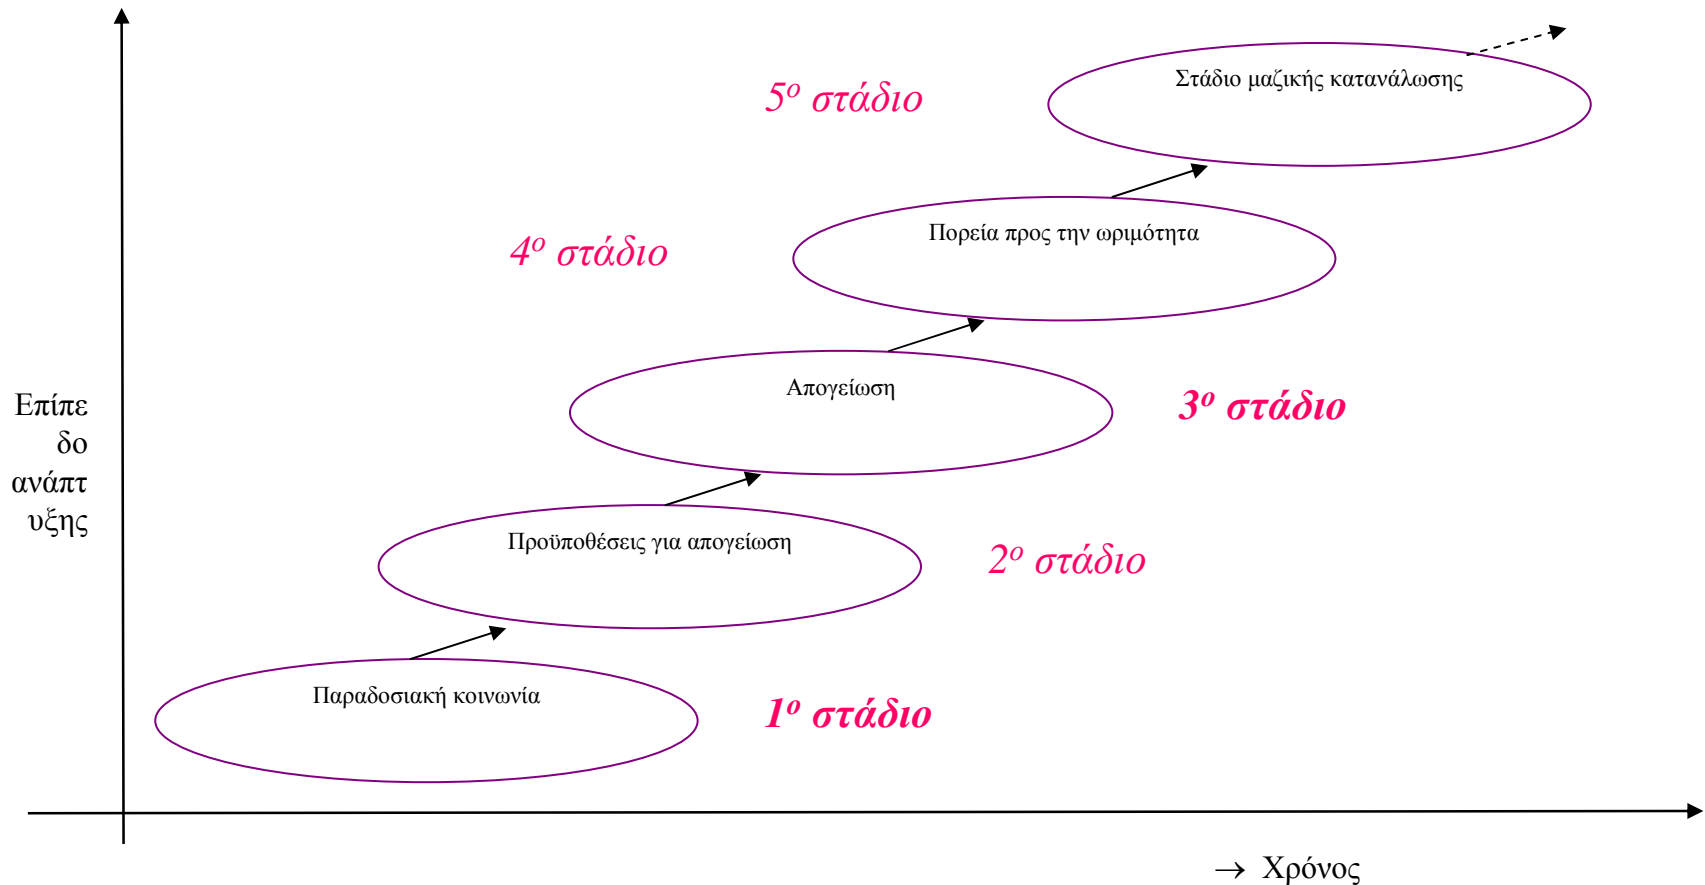 Στάδιο μαζικής κατανάλωσης
5ο στάδιο
Πορεία προς την ωριμότητα
4ο στάδιο
Απογείωση
3ο στάδιο
Επίπε
δο
ανάπτ
υξης
Προϋποθέσεις για απογείωση
2ο στάδιο
Παραδοσιακή κοινωνία
1ο στάδιο
→ Χρόνος